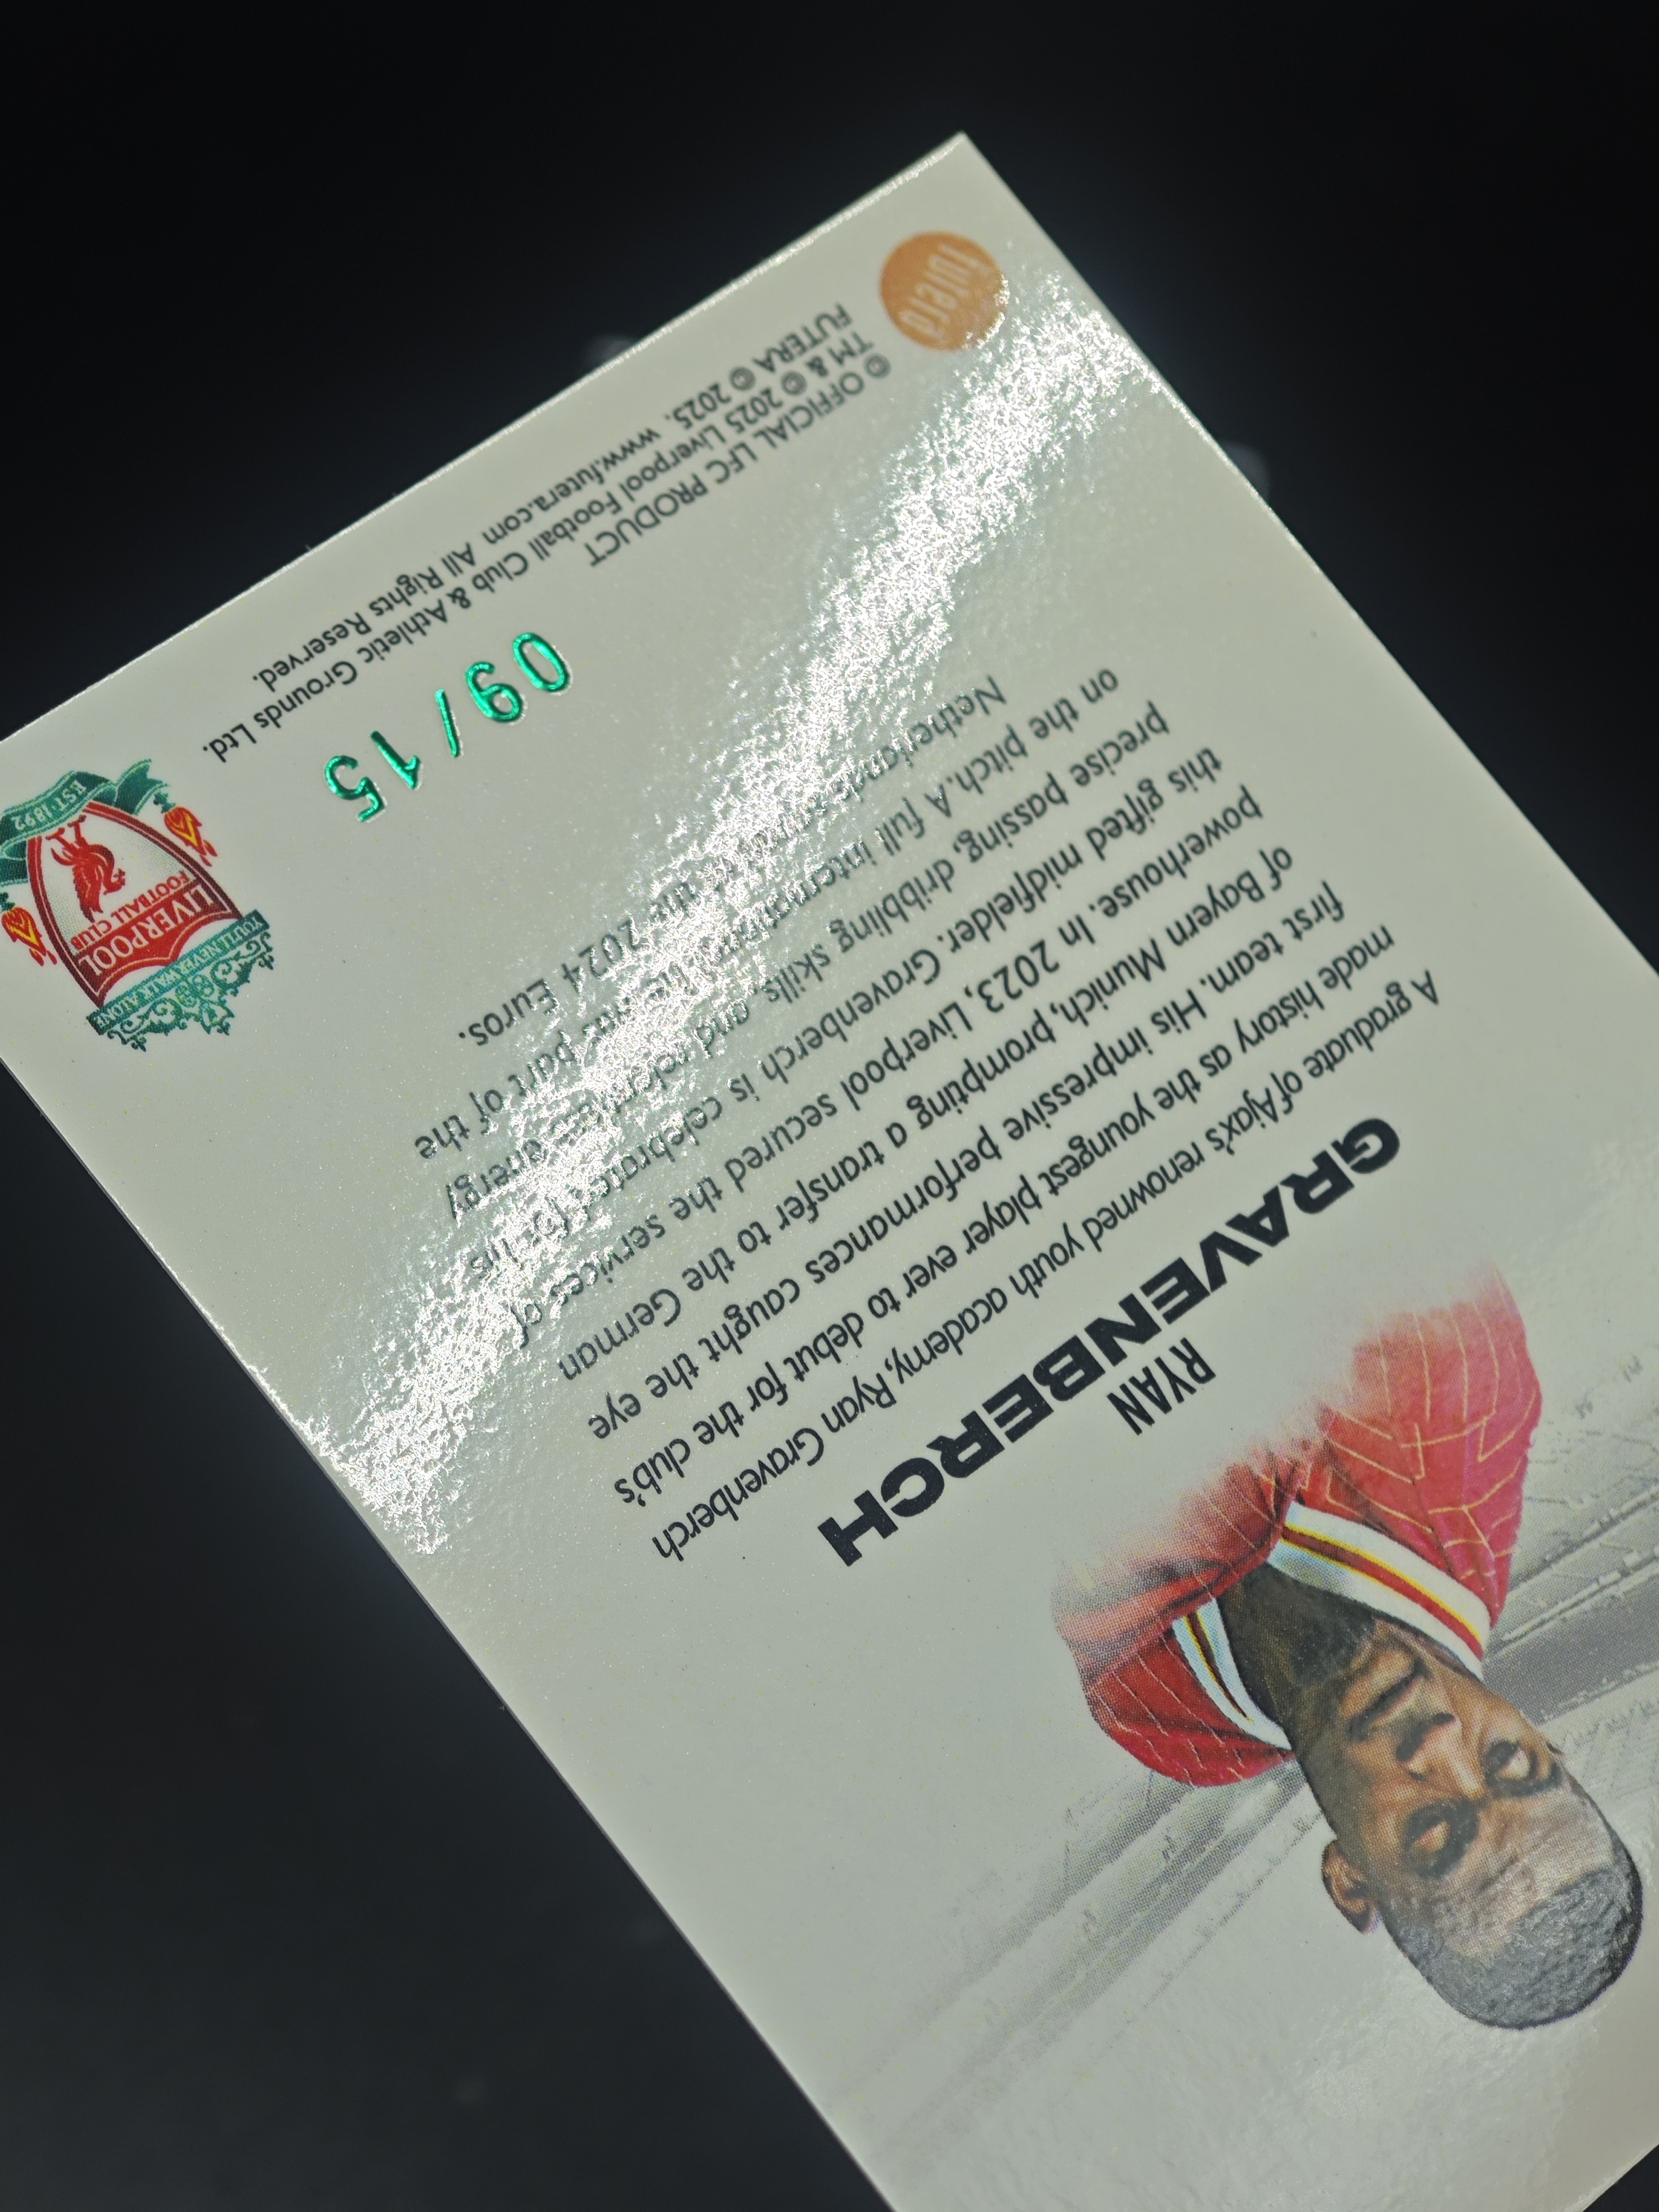 RYAN
GRAVENBERCH
A graduate of Ajax's renowned youth academy, Ryan Gravenberch
made history as the youngest player ever to debut for the club's
first team. His impressive performances caught the eye
of Bayern Munich, prompting a transfer to the German
powerhouse. In 2023, Liverpool secured the services of
this gifted midfielder. Gravenberch is celebrated for his
precise passing, dribbling skills, and relentless energy
on the pitch. A full international, he was part of the
Netherlands at the 2024 Euros.
09/15
© OFFICIAL LFC PRODUCT
TM & © 2025 Liverpool Football Club & Athletic Grounds Ltd.
FUTERA © 2025. www.futera.com All Rights Reserved.
futera
YOU'LL NEVER WALK ALONE
LIVERPOOL
FOOTBALL CLUB
EST·1892